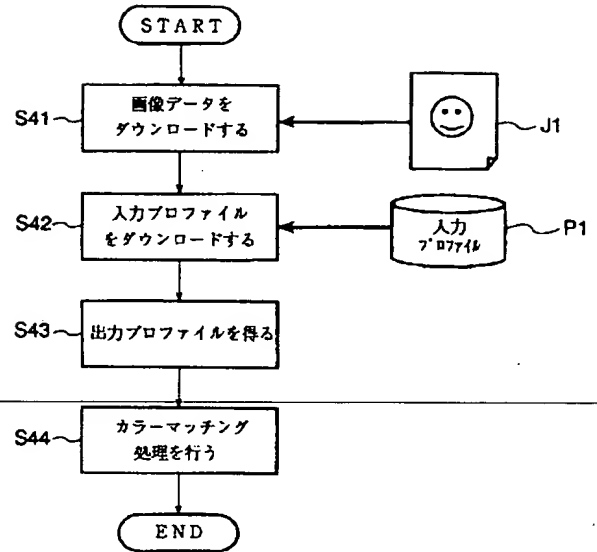 START
S41
画像データを
ダウンロードする
J1
S42
入力プロファイル
をダウンロードする
入力
プロファイル
P1
S43
出力プロファイルを得る
S44
カラーマッチング
処理を行う
END